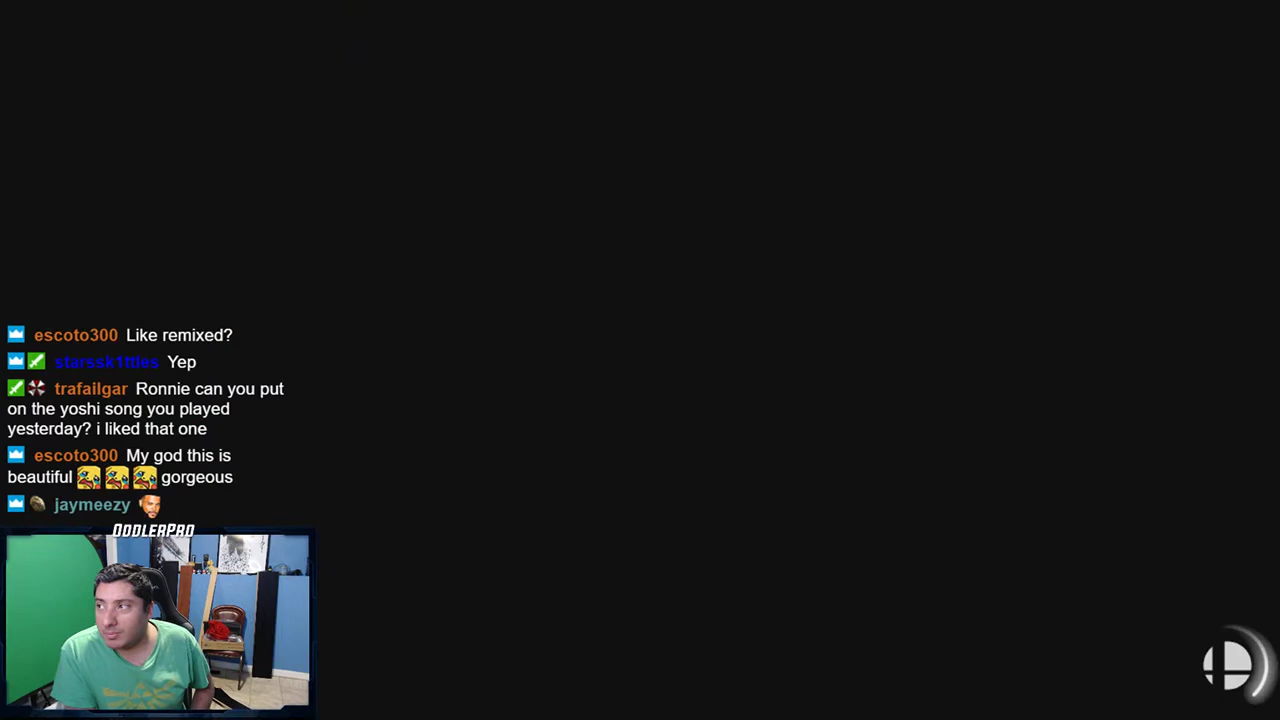 escoto300 Like remixed?
starssk1ttles Yep
trafailgar Ronnie can you put
on the yoshi song you played
yesterday? i liked that one
escoto300 My god this is
beautiful gorgeous
jaymeezy
OddlerPro